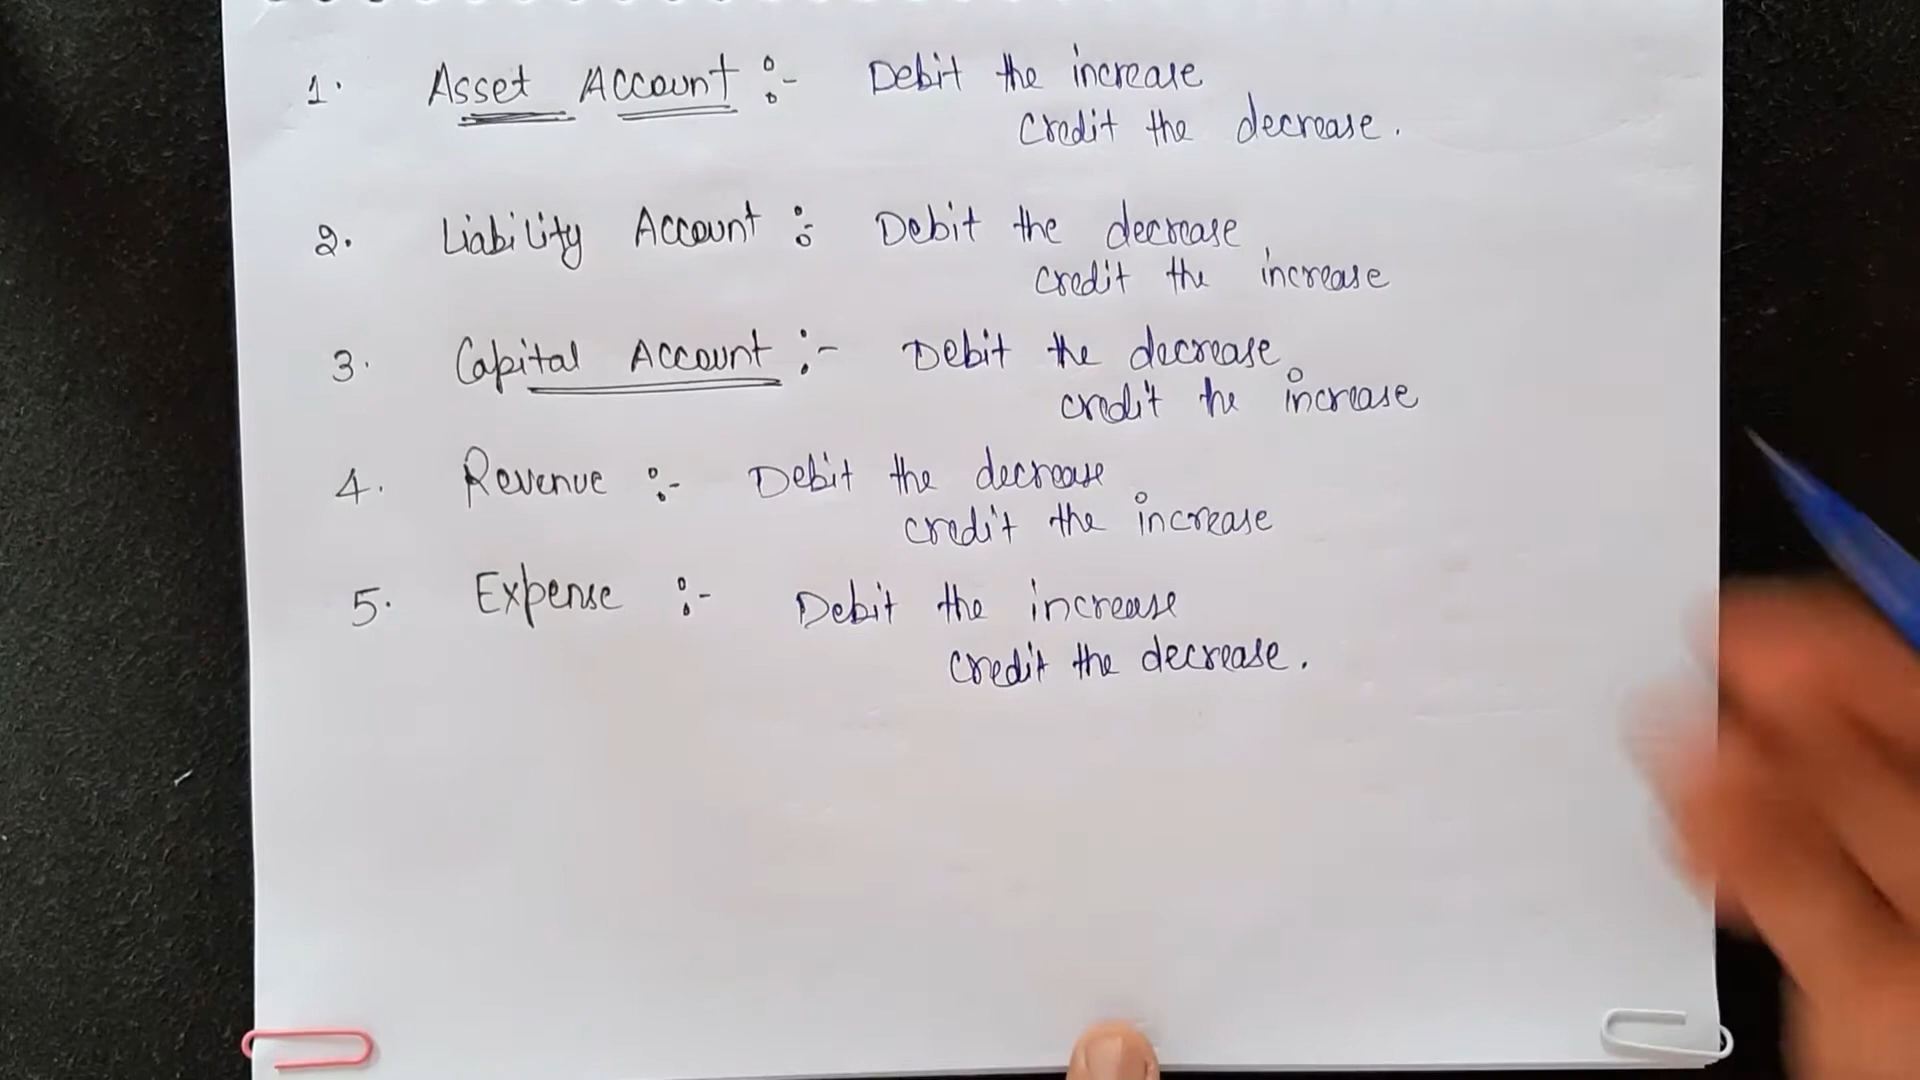 1. Asset Account :- Debit the increase
credit the decrease.
2. Liability Account : Debit the decrease
credit the increase
3. Capital Account :- Debit the decrease
credit the increase
4. Revenue :- Debit the decrease
credit the increase
5. Expense :- Debit the increase
credit the decrease.